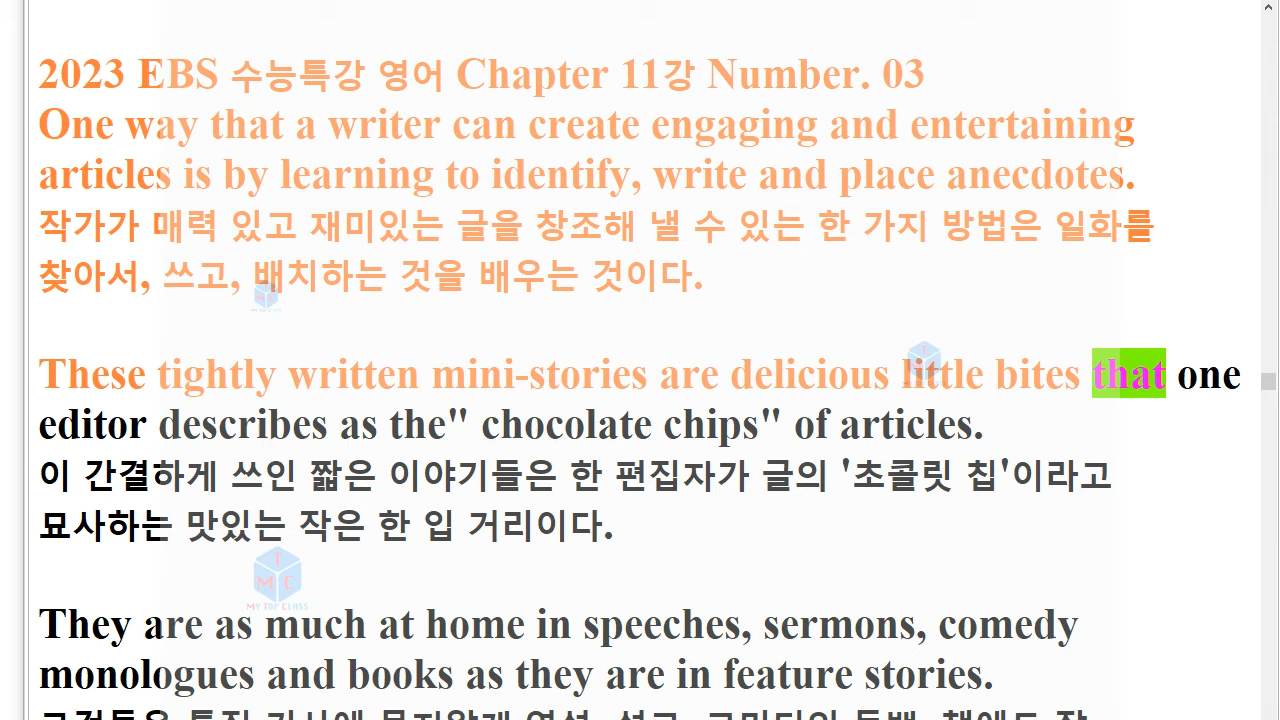 2023 EBS 수능특강 영어 Chapter 11강 Number. 03
One way that a writer can create engaging and entertaining
articles is by learning to identify, write and place anecdotes.
작가가 매력 있고 재미있는 글을 창조해 낼 수 있는 한 가지 방법은 일화를
찾아서, 쓰고, 배치하는 것을 배우는 것이다.
These tightly written mini-stories are delicious little bites that one
editor describes as the" chocolate chips" of articles.
이 간결하게 쓰인 짧은 이야기들은 한 편집자가 글의 '초콜릿 칩'이라고
묘사하는 맛있는 작은 한 입 거리이다.
T
M C
MY TOP CLASS
They are as much at home in speeches, sermons, comedy
monologues and books as they are in feature stories.